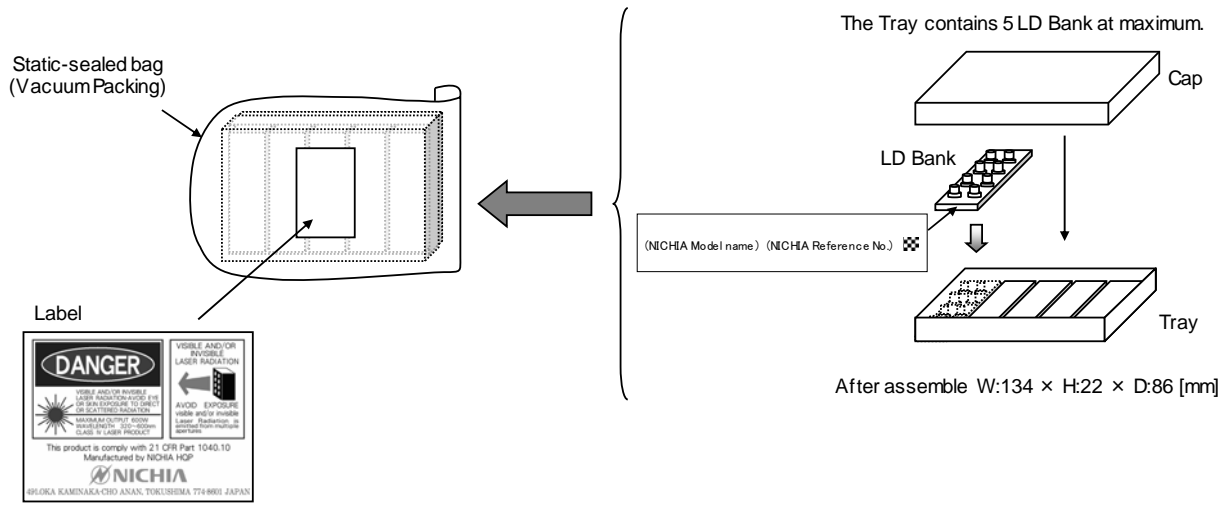 The Tray contains 5 LD Bank at maximum.
Cap
LD Bank
(NICHIA Model name) (NICHIA Reference No.)
Tray
After assemble W:134 × H:22 × D:86 [mm]
Static-sealed bag
(Vacuum Packing)
Label
DANGER
VISIBLE AND/OR INVISIBLE
LASER RADIATION-AVOID EYE
OR SKIN EXPOSURE TO DIRECT
OR SCATTERED RADIATION
MAXIMUM OUTPUT 600W
WAVELENGTH 320~600nm
CLASS IV LASER PRODUCT
VISIBLE AND/OR
INVISIBLE
LASER RADIATION
AVOID EXPOSURE
visible and/or invisible
Laser Radiation is
emitted from multiple
apertures
This product is comply with 21 CFR Part 1040.10
Manufactured by NICHIA HQP
NICHIA
491,OKA KAMINAKA-CHO ANAN, TOKUSHIMA 774-8601 JAPAN